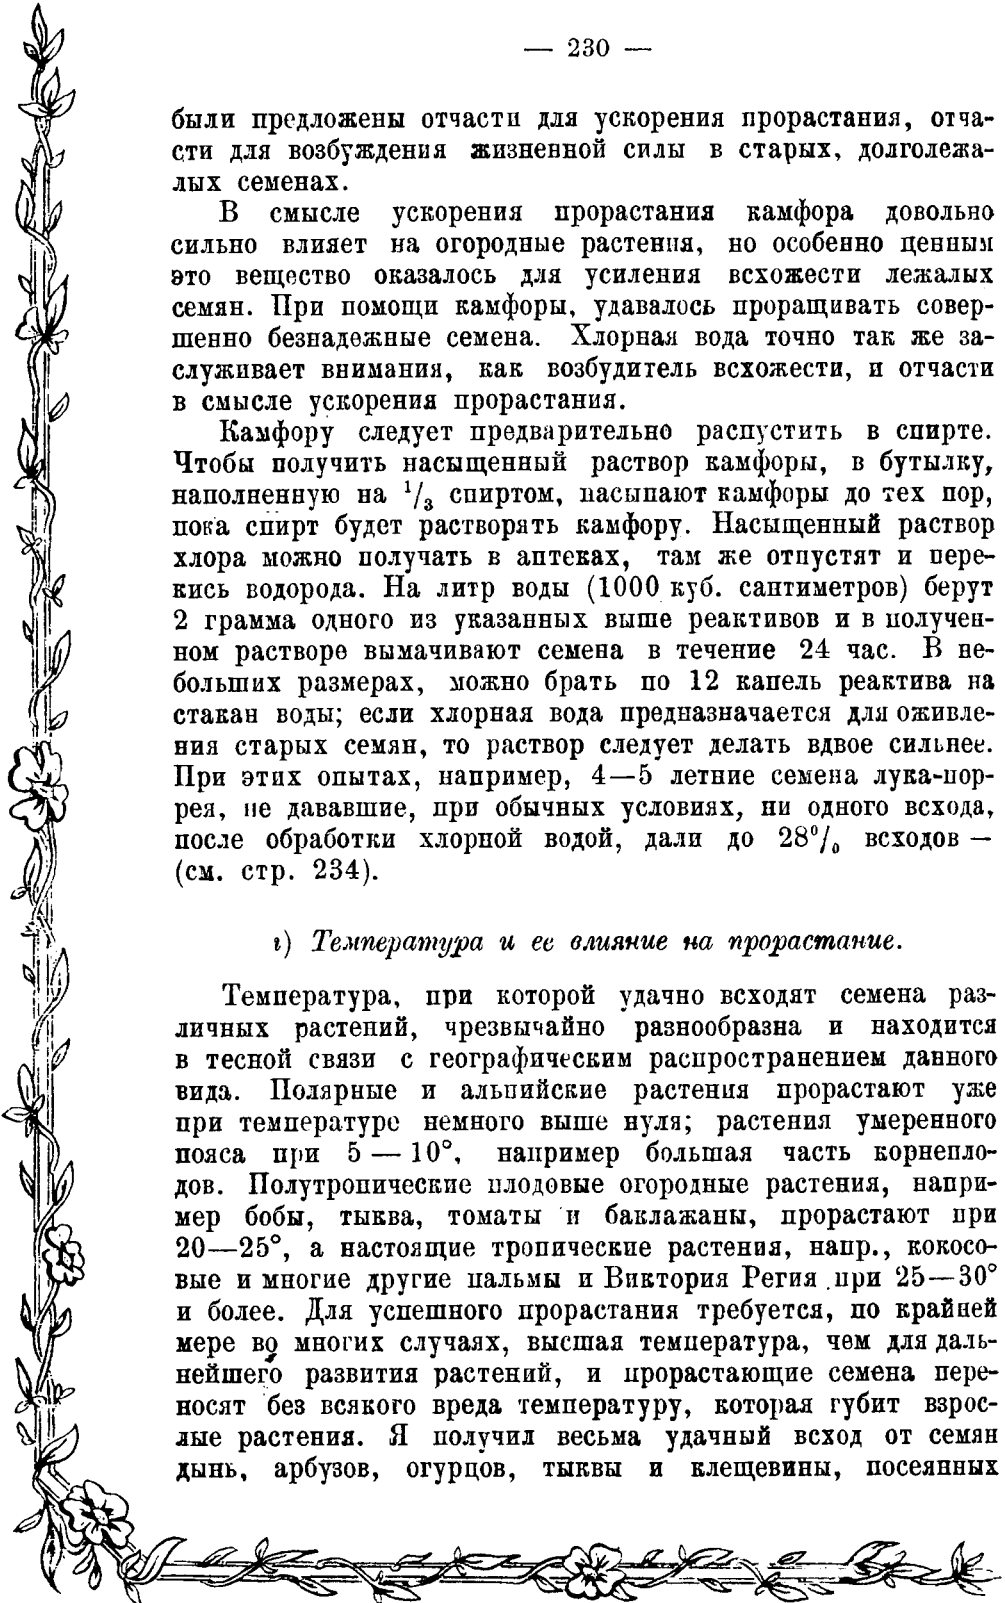 — 230 —
были предложены отчасти для ускорения прорастания, отча-
сти для возбуждения жизненной силы в старых, долголежа-
лых семенах.
В смысле ускорения прорастания камфора довольно
сильно влияет на огородные растения, но особенно ценным
это вещество оказалось для усиления всхожести лежалых
семян. При помощи камфоры, удавалось проращивать совер-
шенно безнадежные семена. Хлорная вода точно так же за-
служивает внимания, как возбудитель всхожести, и отчасти
в смысле ускорения прорастания.
Камфору следует предварительно распустить в спирте.
Чтобы получить насыщенный раствор камфоры, в бутылку,
наполненную на ¹/₃ спиртом, насыпают камфоры до тех пор,
пока спирт будет растворять камфору. Насыщенный раствор
хлора можно получать в аптеках, там же отпустят и пере-
кись водорода. На литр воды (1000 куб. сантиметров) берут
2 грамма одного из указанных выше реактивов и в получен-
ном растворе вымачивают семена в течение 24 час. В не-
больших размерах, можно брать по 12 капель реактива на
стакан воды; если хлорная вода предназначается для оживле-
ния старых семян, то раствор следует делать вдвое сильнее.
При этих опытах, например, 4—5 летние семена лука-пор-
рея, не дававшие, при обычных условиях, ни одного всхода,
после обработки хлорной водой, дали до 28% всходов —
(см. стр. 234).
г) Температура и ее влияние на прорастание.
Температура, при которой удачно всходят семена раз-
личных растений, чрезвычайно разнообразна и находится
в тесной связи с географическим распространением данного
вида. Полярные и альпийские растения прорастают уже
при температуре немного выше нуля; растения умеренного
пояса при 5 — 10°, например большая часть корнепло-
дов. Полутропические плодовые огородные растения, напри-
мер бобы, тыква, томаты и баклажаны, прорастают при
20—25°, а настоящие тропические растения, напр., кокосо-
вые и многие другие пальмы и Виктория Регия при 25—30°
и более. Для успешного прорастания требуется, по крайней
мере во многих случаях, высшая температура, чем для даль-
нейшего развития растений, и прорастающие семена пере-
носят без всякого вреда температуру, которая губит взрос-
лые растения. Я получил весьма удачный всход от семян
дынь, арбузов, огурцов, тыквы и клещевины, посеянных